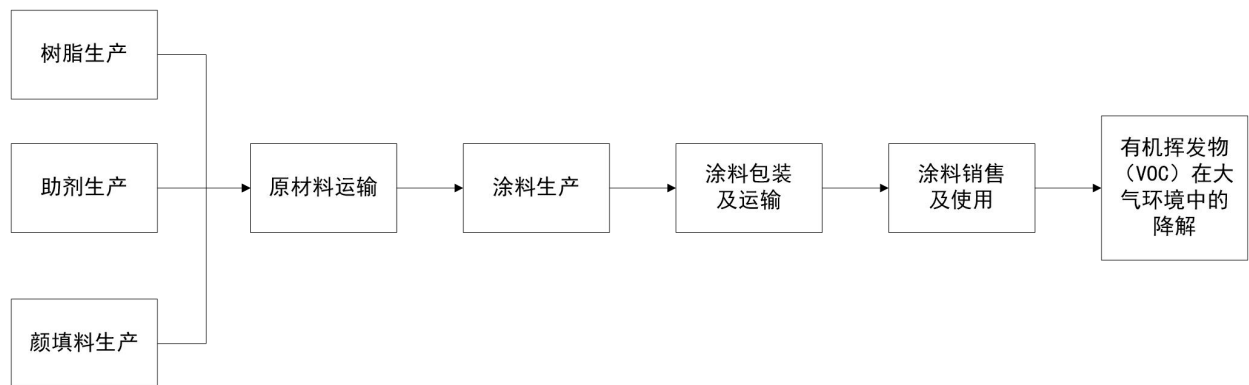 树脂生产
助剂生产
颜填料生产
原材料运输
涂料生产
涂料包装
及运输
涂料销售
及使用
有机挥发物
（VOC）在大
气环境中的
降解